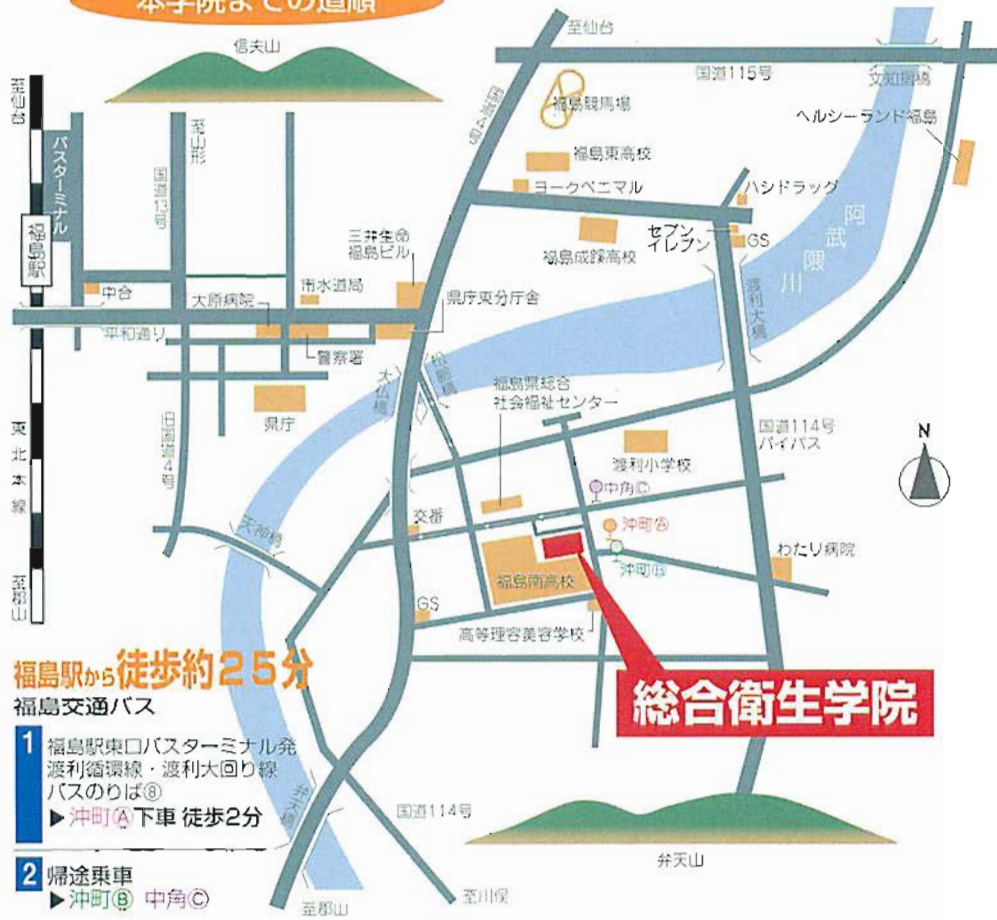 本学院までの道順
信夫山
至仙台
国道115号
文知摺橋
至仙台
バスターミナル
福島駅
国道13号
至山形
国道4号
福島競馬場
福島東高校
ヨークベニマル
ヘルシーランド福島
ハシドラッグ
セブン
イレブン
GS
福島成蹊高校
阿武隈川
渡利大橋
三井生命
福島ビル
市水道局
大原病院
中合
平和通り
県庁東分庁舎
警察署
県庁
大仏橋
松齢橋
福島県総合
社会福祉センター
国道114号
バイパス
渡利小学校
旧国道4号
東北本線
至郡山
天神橋
交番
中角Ⓒ
沖町Ⓐ
沖町Ⓑ
わたり病院
福島南高校
GS
高等理容美容学校
N
総合衛生学院
福島駅から徒歩約25分
福島交通バス
1 福島駅東口バスターミナル発
渡利循環線・渡利大回り線
バスのりば⑧
▶沖町Ⓐ下車 徒歩2分
2 帰途乗車
▶沖町Ⓑ 中角Ⓒ
弁天橋
国道114号
弁天山
至郡山
至川俣